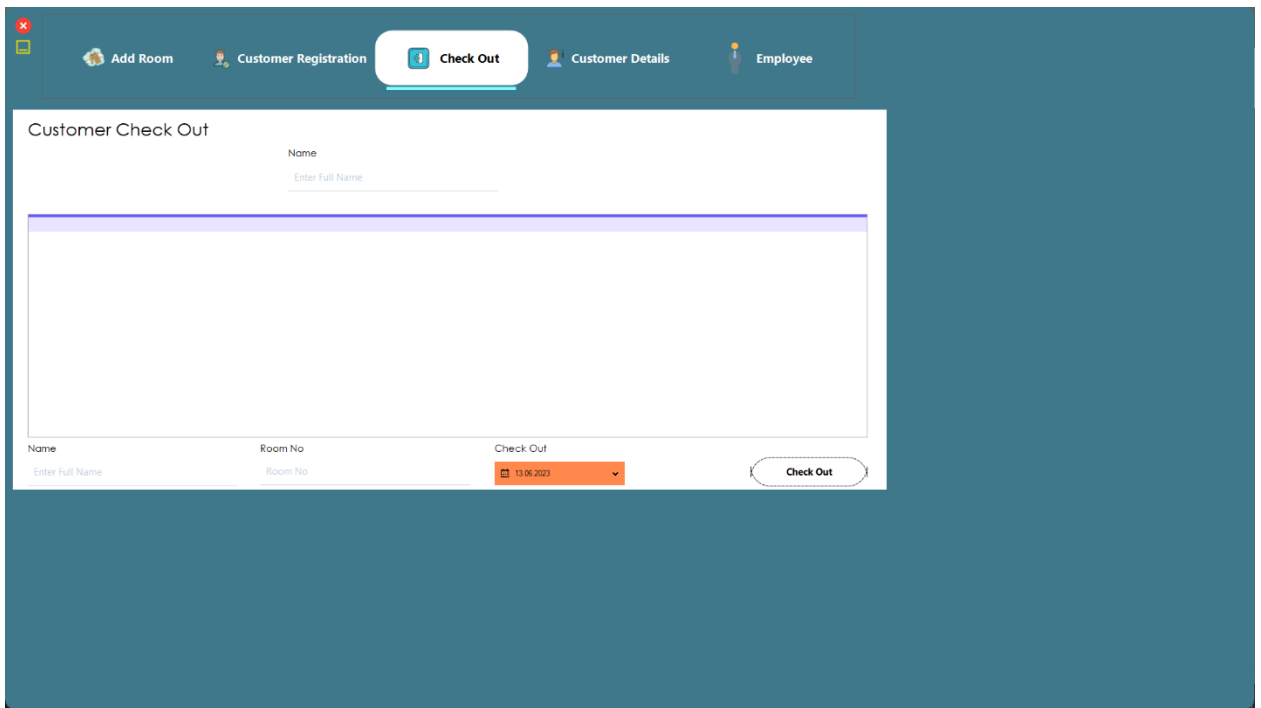 Add Room
Customer Registration
Check Out
Customer Details
Employee
Customer Check Out
Name
Enter Full Name
Name
Room No
Check Out
Enter Full Name
Room No
13.06.2023
Check Out